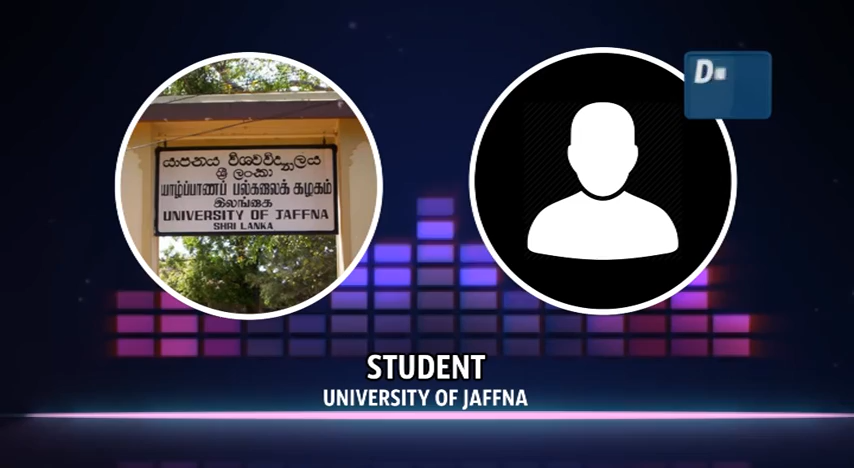 යාපනය විශ්වවිද්‍යාලය
ශ්‍රී ලංකා
யாழ்ப்பாணப் பல்கலைக் கழகம்
இலங்கை
UNIVERSITY OF JAFFNA
SHRI LANKA
D
STUDENT
UNIVERSITY OF JAFFNA